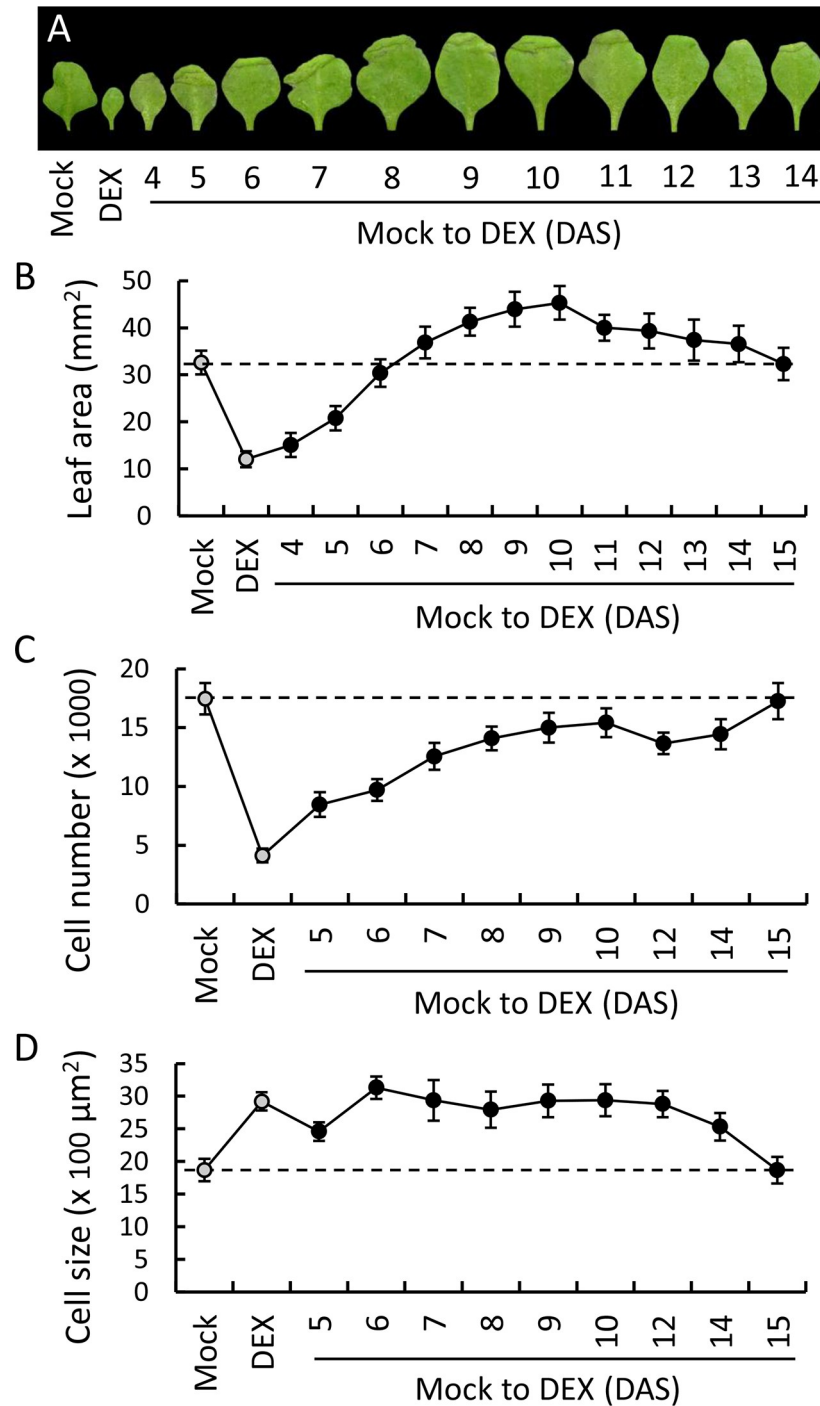 A
Mock DEX 4 5 6 7 8 9 10 11 12 13 14
Mock to DEX (DAS)
B
Leaf area (mm²)
50
40
30
20
10
0
Mock DEX 4 5 6 7 8 9 10 11 12 13 14 15
Mock to DEX (DAS)
C
Cell number (x 1000)
20
15
10
5
0
Mock DEX 5 6 7 8 9 10 12 14 15
Mock to DEX (DAS)
D
Cell size (x 100 µm²)
35
30
25
20
15
10
5
0
Mock DEX 5 6 7 8 9 10 12 14 15
Mock to DEX (DAS)